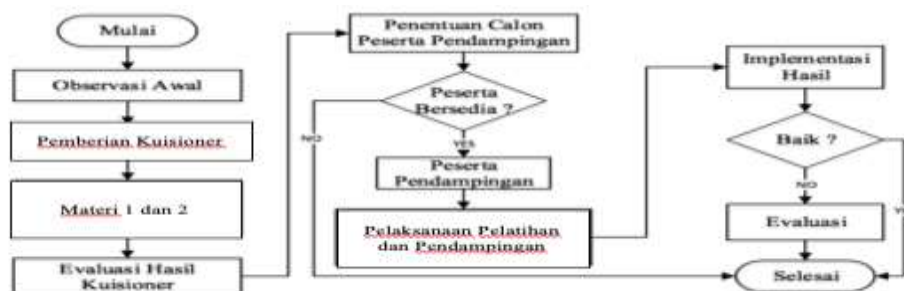 Mulai
Observasi Awal
Pemberian Kuisioner
Materi 1 dan 2
Evaluasi Hasil
Kuisioner
Penentuan Calon
Peserta Pendampingan
Peserta
Bersedia ?
NO
YES
Peserta
Pendampingan
Pelaksanaan Pelatihan
dan Pendampingan
Implementasi
Hasil
Baik ?
NO
Evaluasi
Selesai